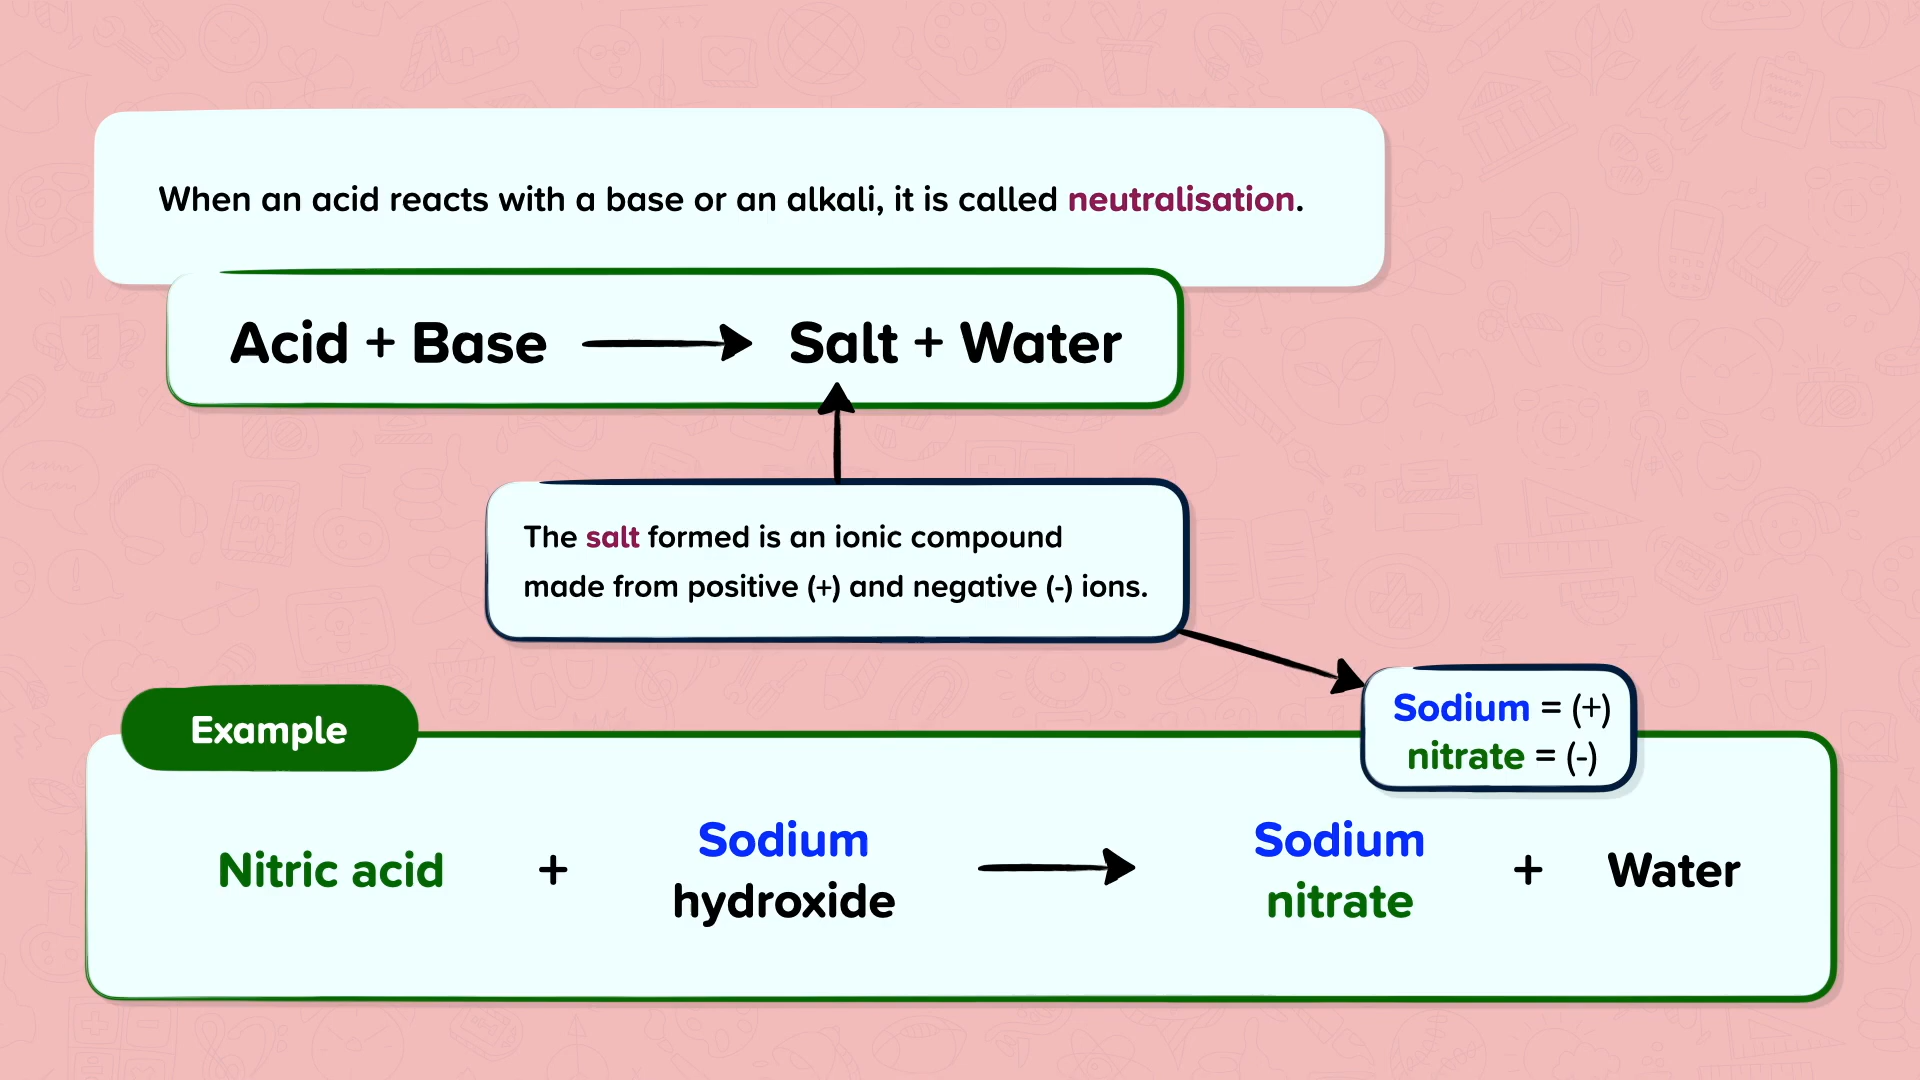 When an acid reacts with a base or an alkali, it is called neutralisation.
Acid + Base → Salt + Water
The salt formed is an ionic compound
made from positive (+) and negative (-) ions.
Sodium = (+)
nitrate = (-)
Example
Nitric acid + Sodium hydroxide → Sodium nitrate + Water